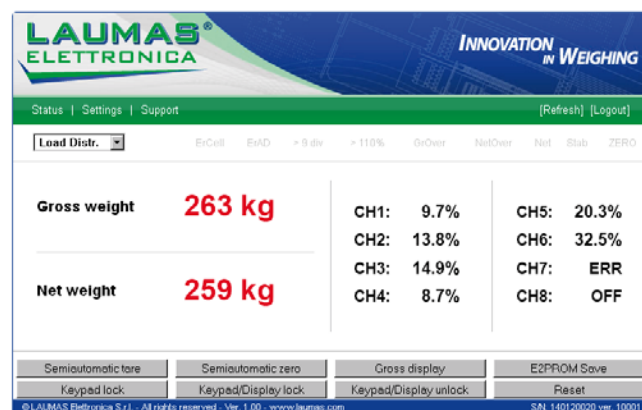 LAUMAS®
ELETTRONICA
INNOVATION
IN WEIGHING
Status | Settings | Support [Refresh] [Logout]
Load Distr. ErCell ErAD > 9 div > 110% GrOver NetOver Net Stab ZERO
Gross weight 263 kg
CH1: 9.7% CH5: 20.3%
CH2: 13.8% CH6: 32.5%
CH3: 14.9% CH7: ERR
Net weight 259 kg CH4: 8.7% CH8: OFF
Semiautomatic tare Semiautomatic zero Gross display E2PROM Save
Keypad lock Keypad/Display lock Keypad/Display unlock Reset
© LAUMAS Elettronica S.r.l. - All rights reserved - Ver. 1.00 - www.laumas.com S/N. 140120020 ver. 10001